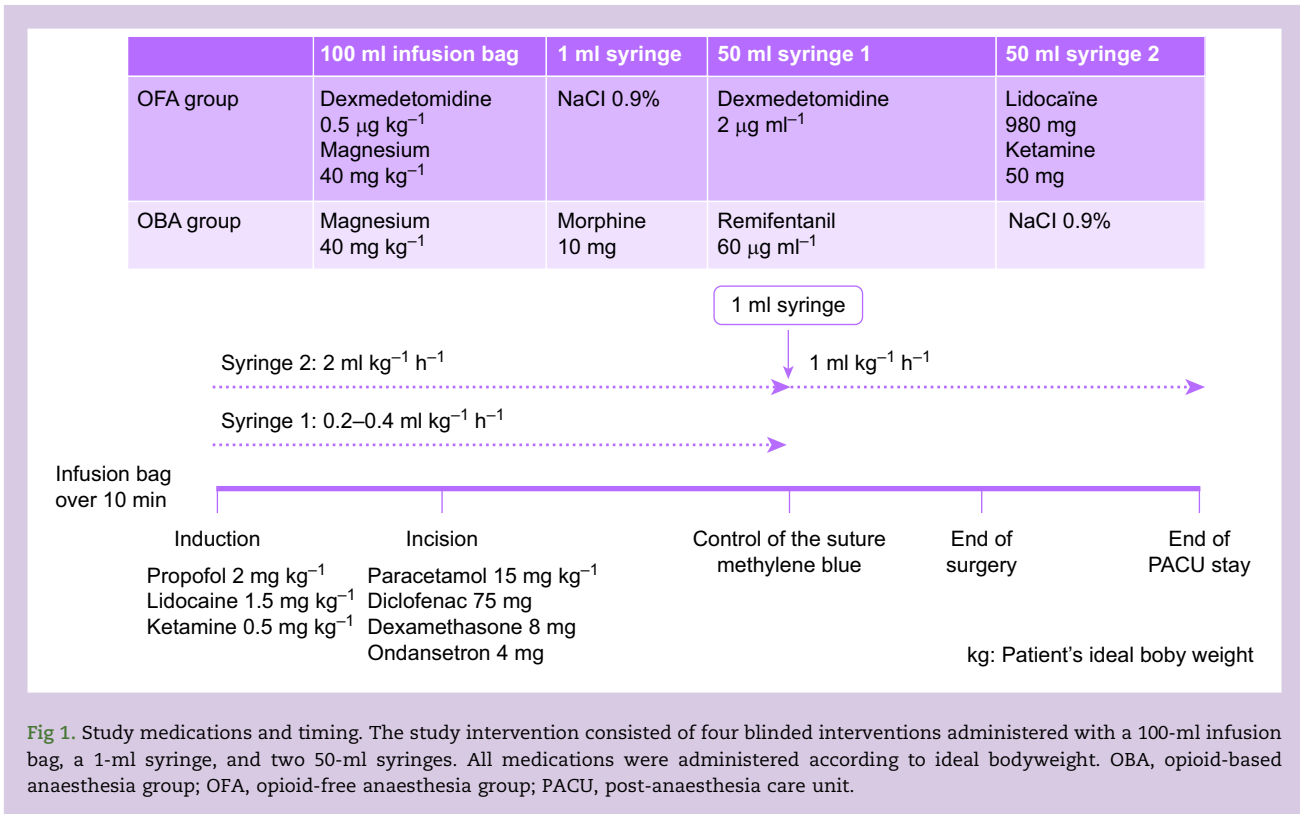 100 ml infusion bag 1 ml syringe 50 ml syringe 1 50 ml syringe 2
OFA group Dexmedetomidine NaCl 0.9% Dexmedetomidine Lidocaïne
0.5 μg kg⁻¹ 2 μg ml⁻¹ 980 mg
Magnesium Ketamine
40 mg kg⁻¹ 50 mg
OBA group Magnesium Morphine Remifentanil NaCl 0.9%
40 mg kg⁻¹ 10 mg 60 μg ml⁻¹
1 ml syringe
Syringe 2: 2 ml kg⁻¹ h⁻¹ 1 ml kg⁻¹ h⁻¹
Syringe 1: 0.2–0.4 ml kg⁻¹ h⁻¹
Infusion bag
over 10 min
Induction Incision Control of the suture End of End of
methylene blue surgery PACU stay
Propofol 2 mg kg⁻¹ Paracetamol 15 mg kg⁻¹
Lidocaine 1.5 mg kg⁻¹ Diclofenac 75 mg
Ketamine 0.5 mg kg⁻¹ Dexamethasone 8 mg
Ondansetron 4 mg
kg: Patient's ideal boby weight
Fig 1. Study medications and timing. The study intervention consisted of four blinded interventions administered with a 100-ml infusion
bag, a 1-ml syringe, and two 50-ml syringes. All medications were administered according to ideal bodyweight. OBA, opioid-based
anaesthesia group; OFA, opioid-free anaesthesia group; PACU, post-anaesthesia care unit.